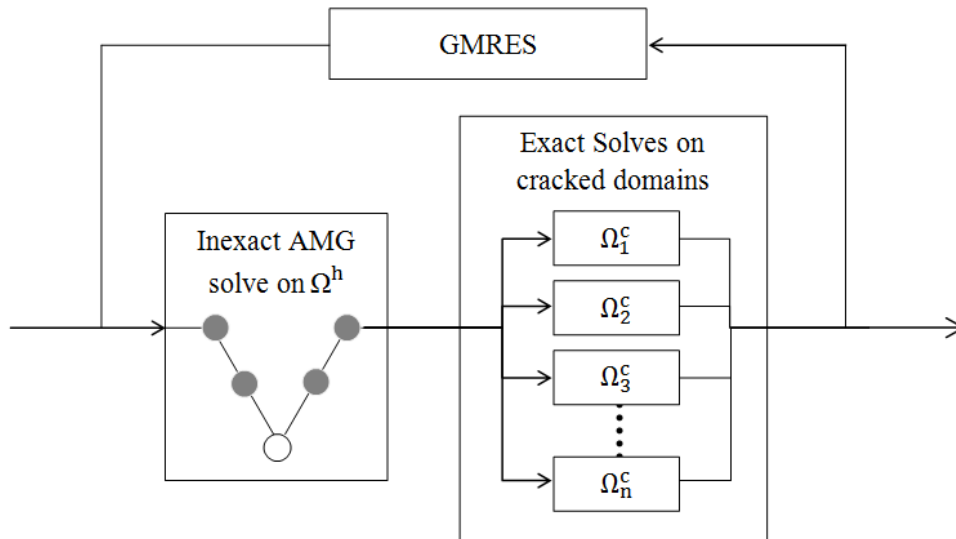 GMRES
Exact Solves on
cracked domains
Inexact AMG
solve on Ωʰ
Ω₁ᶜ
Ω₂ᶜ
Ω₃ᶜ
Ωₙᶜ